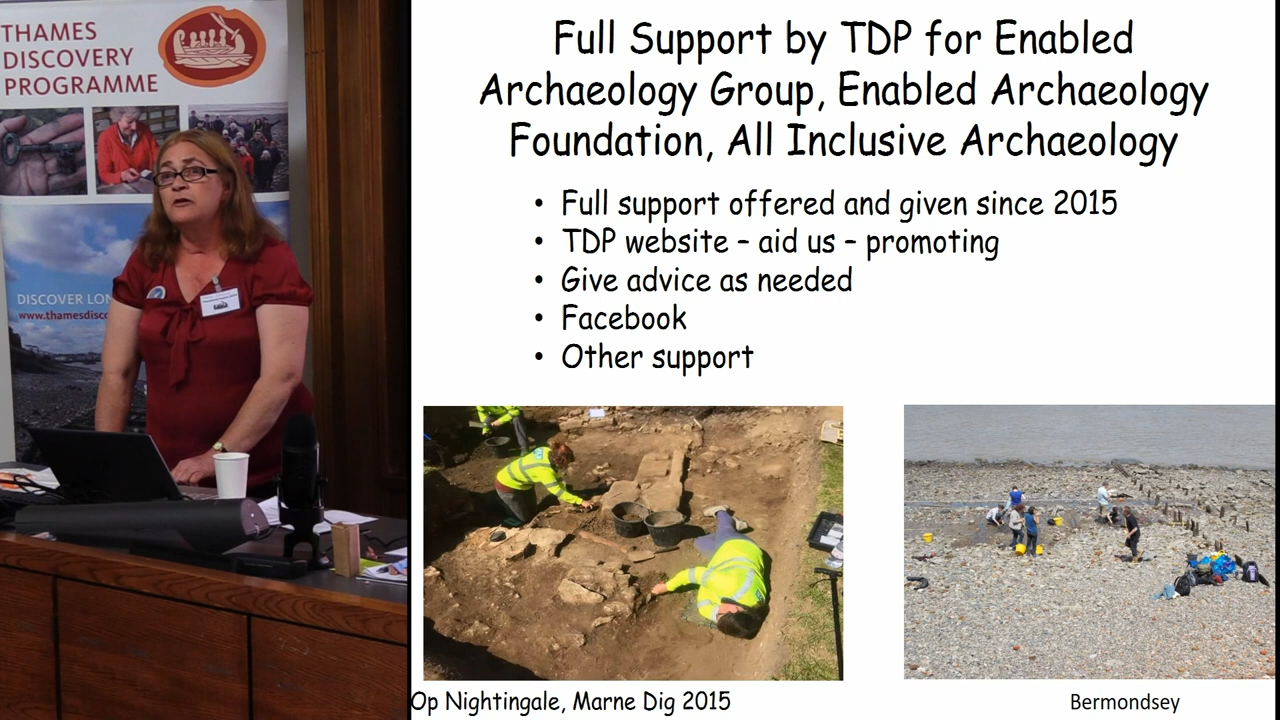 THAMES
DISCOVERY
PROGRAMME
DISCOVER LON
www.thamesdisco
Full Support by TDP for Enabled
Archaeology Group, Enabled Archaeology
Foundation, All Inclusive Archaeology
• Full support offered and given since 2015
• TDP website – aid us – promoting
• Give advice as needed
• Facebook
• Other support
Op Nightingale, Marne Dig 2015
Bermondsey